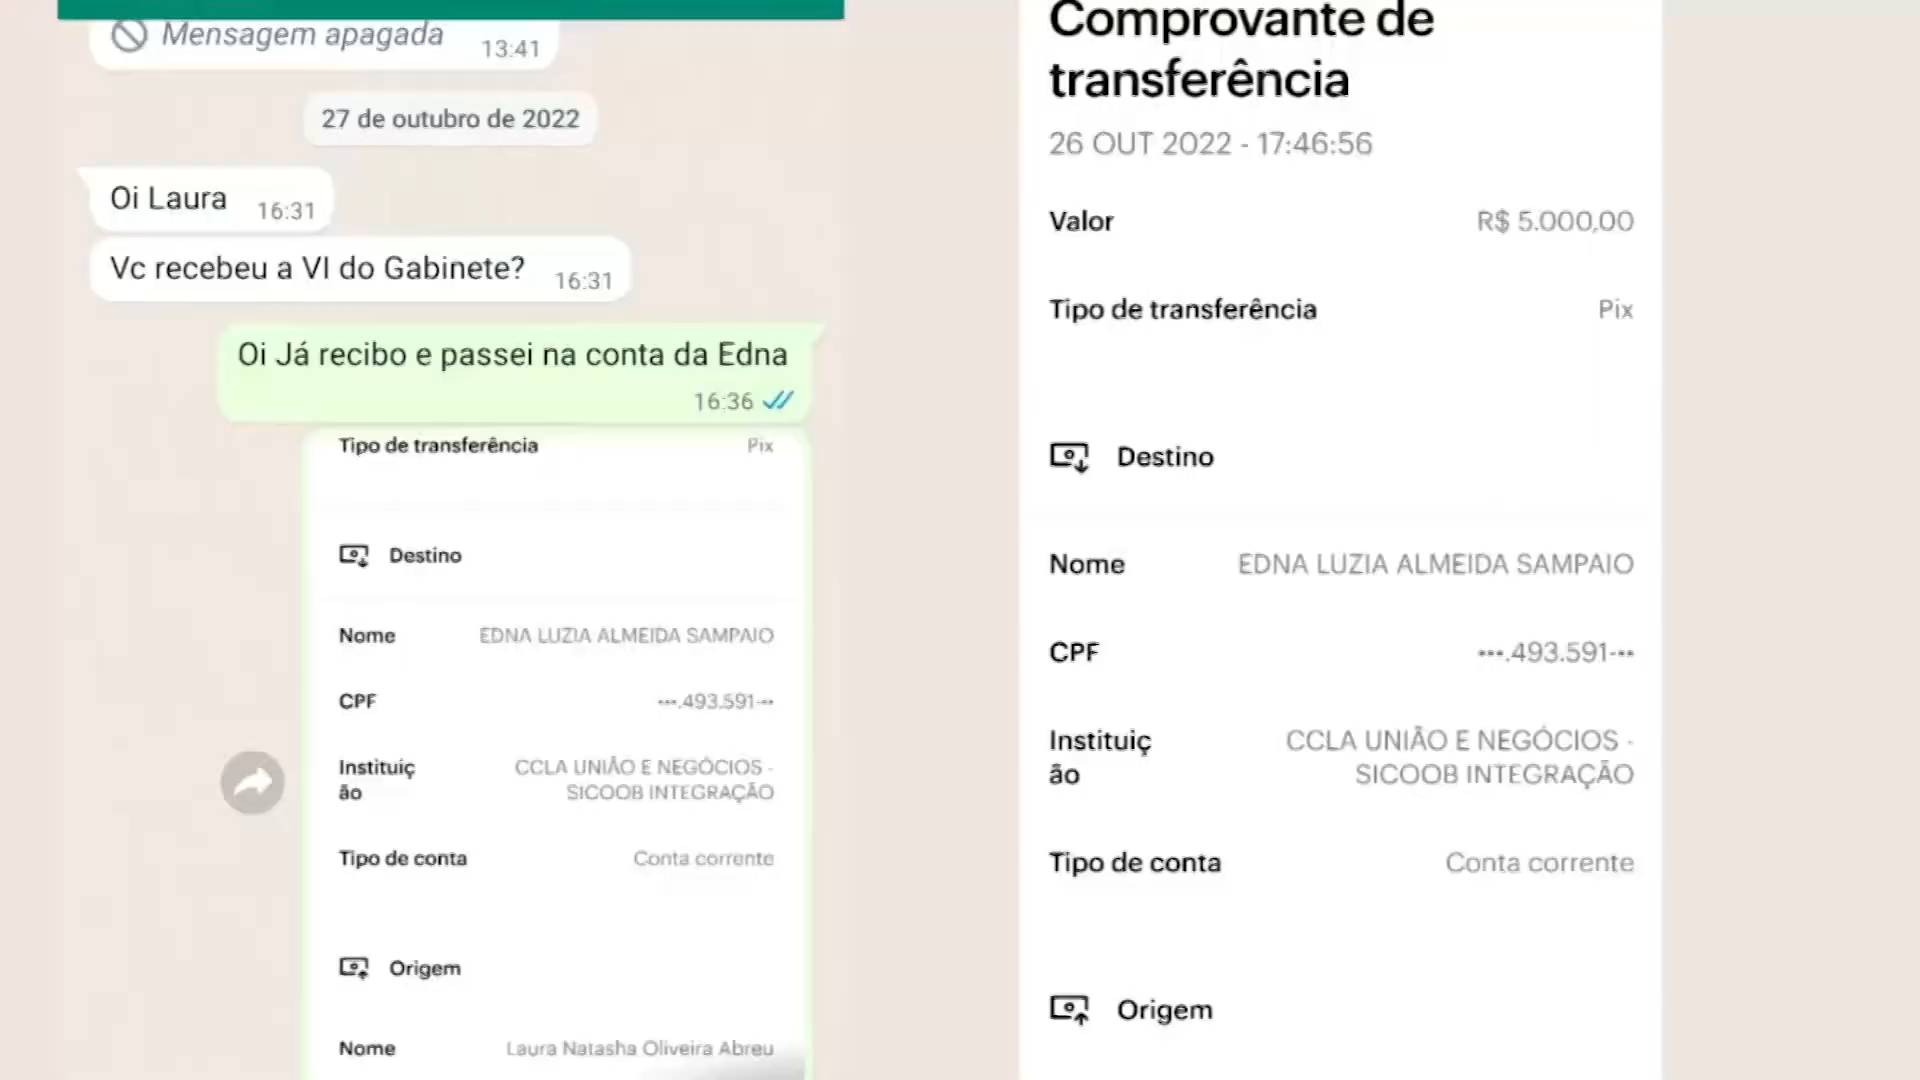 Mensagem apagada
13:41
27 de outubro de 2022
Oi Laura
16:31
Vc recebeu a VI do Gabinete?
16:31
Oi Já recibo e passei na conta da Edna
16:36
Tipo de transferência Pix
Destino
Nome EDNA LUZIA ALMEIDA SAMPAIO
CPF •••.493.591-••
Instituiç
ão
CCLA UNIÃO E NEGÓCIOS -
SICOOB INTEGRAÇÃO
Tipo de conta Conta corrente
Origem
Nome Laura Natasha Oliveira Abreu
Comprovante de
transferência
26 OUT 2022 - 17:46:56
Valor R$ 5.000,00
Tipo de transferência Pix
Destino
Nome EDNA LUZIA ALMEIDA SAMPAIO
CPF •••.493.591-••
Instituiç
ão
CCLA UNIÃO E NEGÓCIOS -
SICOOB INTEGRAÇÃO
Tipo de conta Conta corrente
Origem